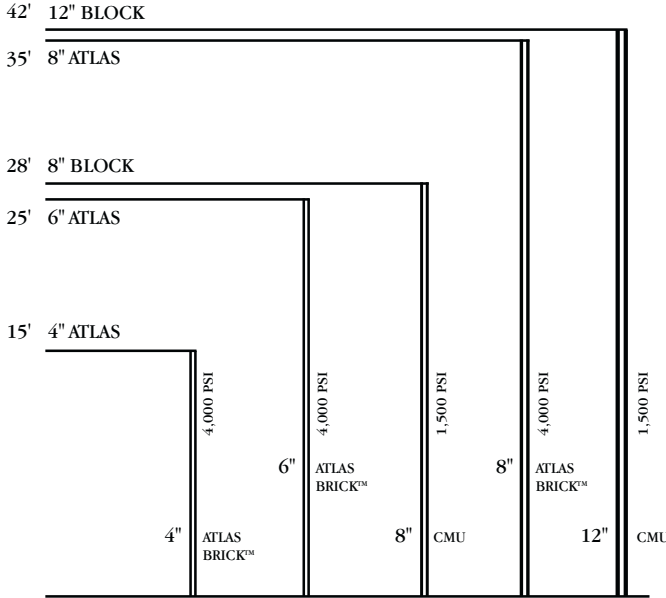 42' 12" BLOCK
35' 8" ATLAS
28' 8" BLOCK
25' 6" ATLAS
15' 4" ATLAS
4,000 PSI
4,000 PSI
1,500 PSI
4,000 PSI
1,500 PSI
6" ATLAS
BRICK™
8" ATLAS
BRICK™
4" ATLAS
BRICK™
8" CMU
12" CMU